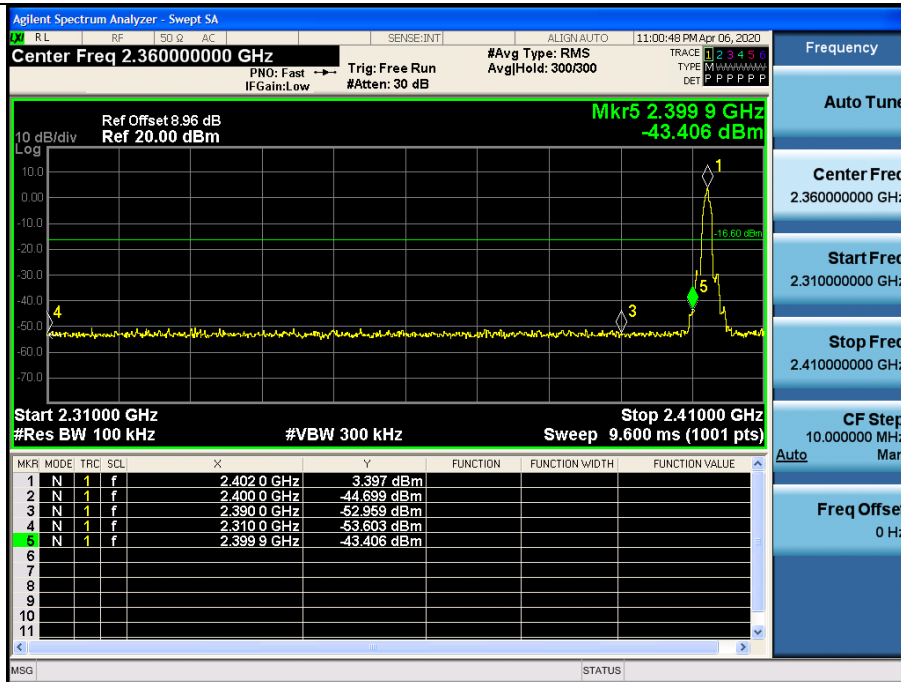 Agilent Spectrum Analyzer - Swept SA
LXI RL RF 50 Ω AC SENSE:INT ALIGN AUTO 11:00:48 PM Apr 06, 2020
Center Freq 2.360000000 GHz
PNO: Fast
IFGain:Low
Trig: Free Run
#Atten: 30 dB
#Avg Type: RMS
Avg|Hold: 300/300
TRACE 1 2 3 4 5 6
TYPE M WWWWW
DET P P P P P P
Ref Offset 8.96 dB
Ref 20.00 dBm
10 dB/div
Log
Mkr5 2.399 9 GHz
-43.406 dBm
10.0
0.00
-10.0
-20.0
-30.0
-40.0
-50.0
-60.0
-70.0
1
-16.60 dBm
5
4
3
Start 2.31000 GHz Stop 2.41000 GHz
#Res BW 100 kHz #VBW 300 kHz Sweep 9.600 ms (1001 pts)
MKR MODE TRC SCL X Y FUNCTION FUNCTION WIDTH FUNCTION VALUE
1 N 1 f 2.402 0 GHz 3.397 dBm
2 N 1 f 2.400 0 GHz -44.699 dBm
3 N 1 f 2.390 0 GHz -52.959 dBm
4 N 1 f 2.310 0 GHz -53.603 dBm
5 N 1 f 2.399 9 GHz -43.406 dBm
6
7
8
9
10
11
MSG STATUS
Frequency
Auto Tune
Center Freq
2.360000000 GHz
Start Freq
2.310000000 GHz
Stop Freq
2.410000000 GHz
CF Step
10.000000 MHz
Auto Man
Freq Offset
0 Hz